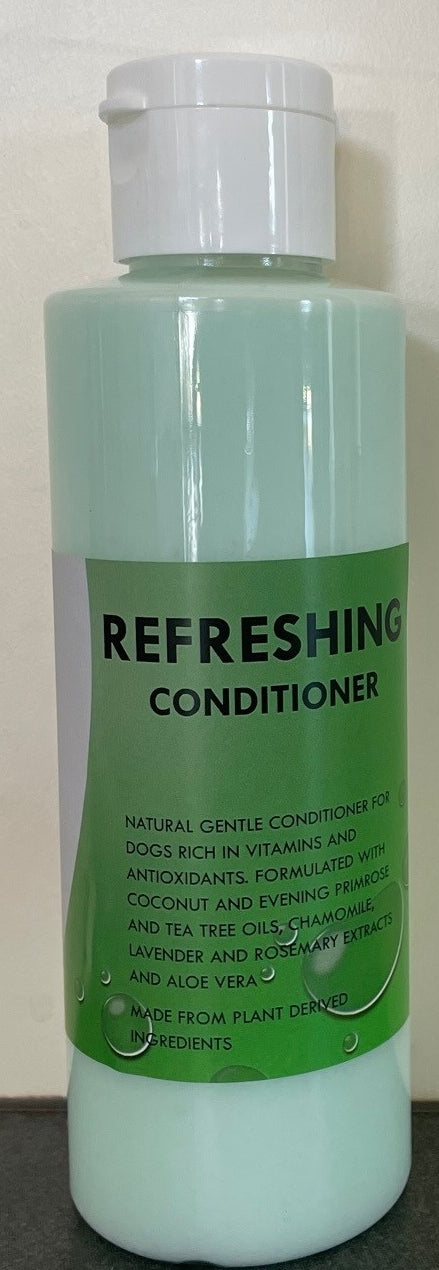 REFRESHING
CONDITIONER
NATURAL GENTLE CONDITIONER FOR
DOGS RICH IN VITAMINS AND
ANTIOXIDANTS. FORMULATED WITH
COCONUT AND EVENING PRIMROSE
AND TEA TREE OILS, CHAMOMILE,
LAVENDER AND ROSEMARY EXTRACTS
AND ALOE VERA
MADE FROM PLANT DERIVED
INGREDIENTS